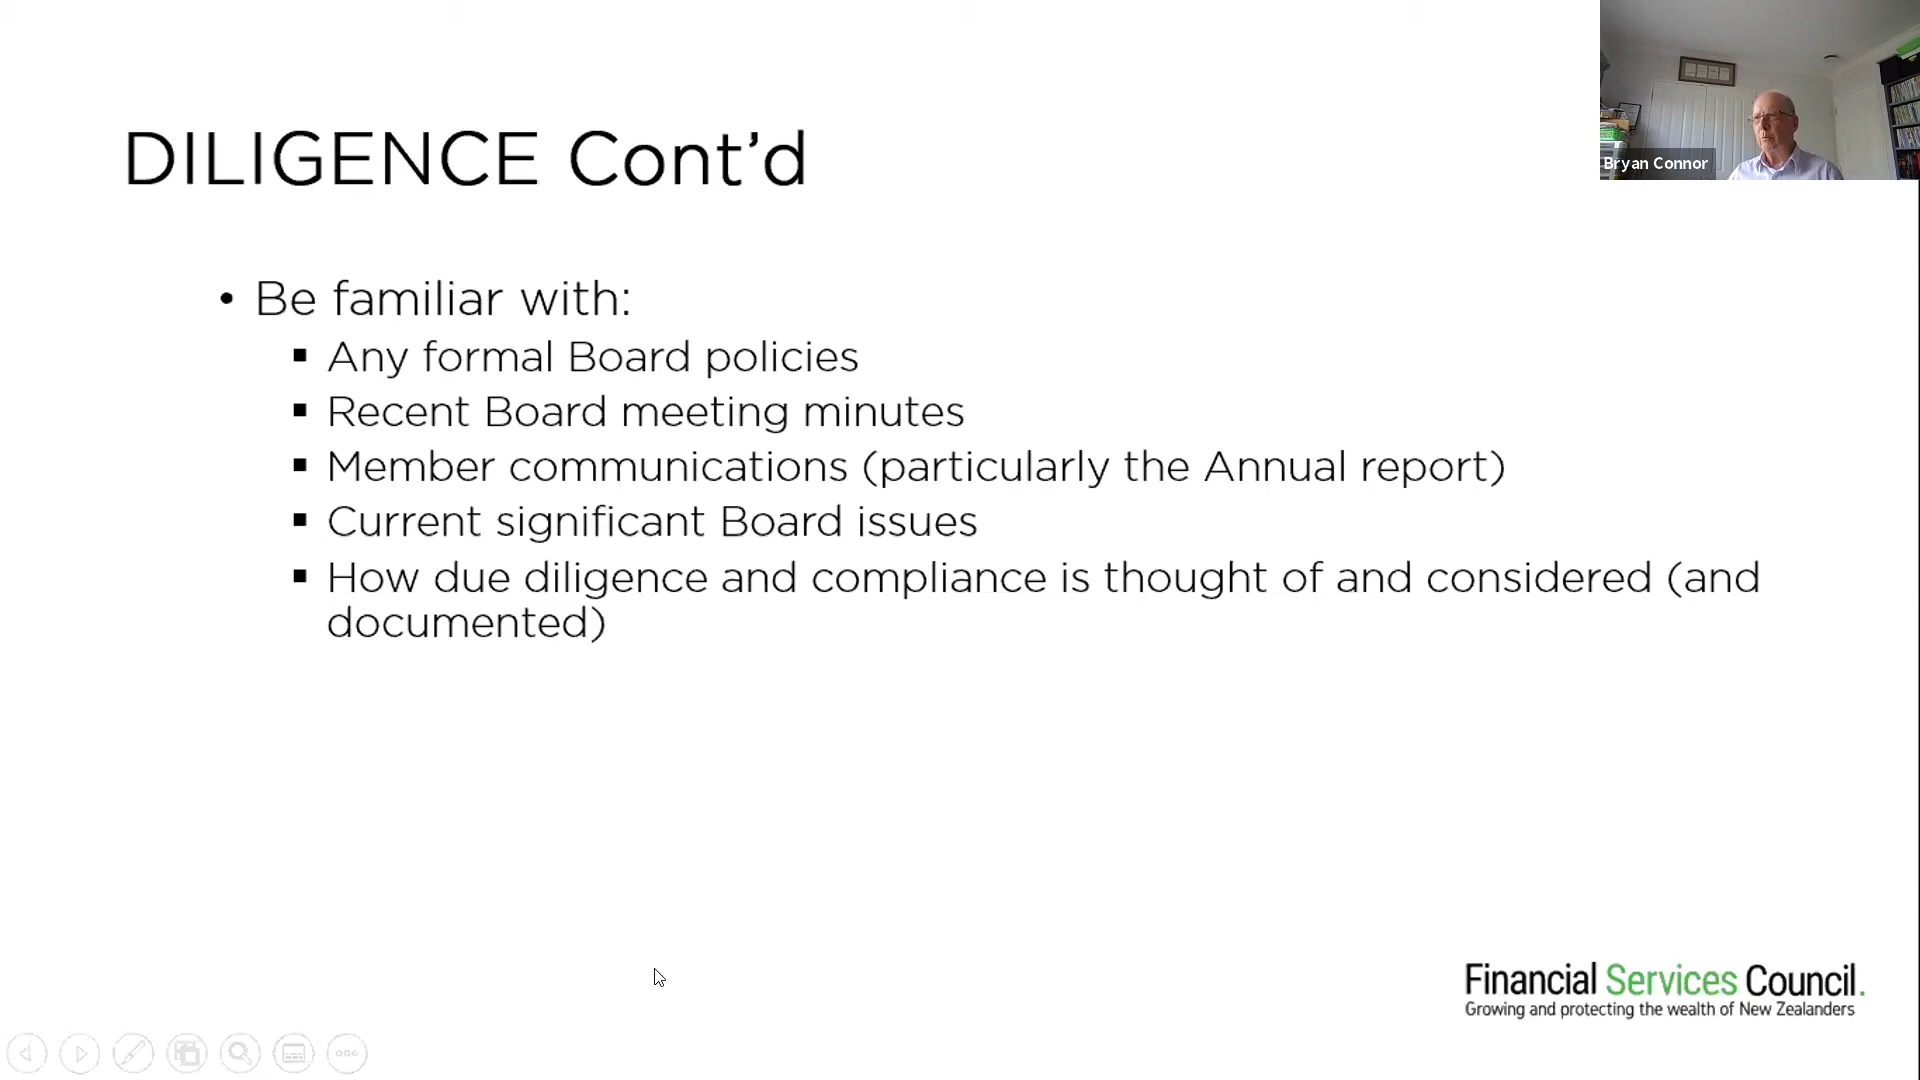 DILIGENCE Cont’d
Bryan Connor
• Be familiar with:
▪ Any formal Board policies
▪ Recent Board meeting minutes
▪ Member communications (particularly the Annual report)
▪ Current significant Board issues
▪ How due diligence and compliance is thought of and considered (and
documented)
Financial Services Council.
Growing and protecting the wealth of New Zealanders